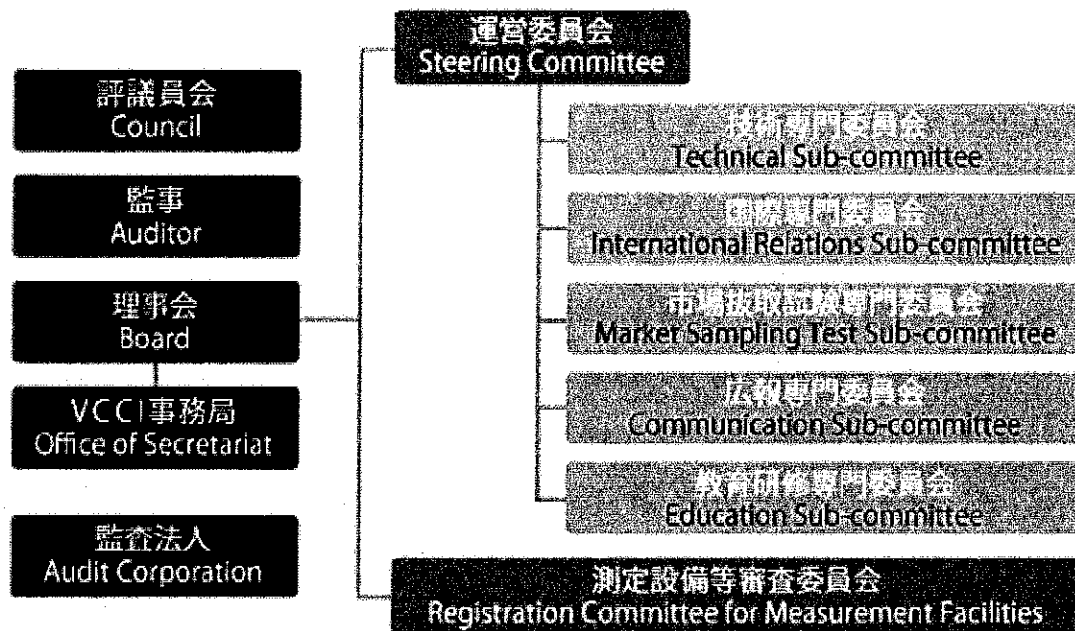 評議員会
Council
監事
Auditor
理事会
Board
VCCI事務局
Office of Secretariat
監査法人
Audit Corporation
運営委員会
Steering Committee
技術専門委員会
Technical Sub-committee
国際専門委員会
International Relations Sub-committee
市場抜取試験専門委員会
Market Sampling Test Sub-committee
広報専門委員会
Communication Sub-committee
教育研修専門委員会
Education Sub-committee
測定設備等審査委員会
Registration Committee for Measurement Facilities